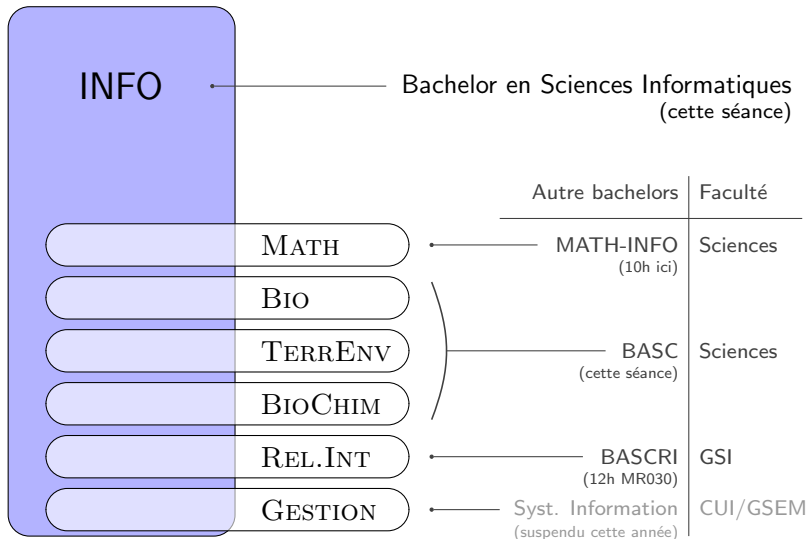 INFO
Bachelor en Sciences Informatiques
(cette séance)
Autre bachelors Faculté
MATH MATH-INFO Sciences
(10h ici)
BIO
TERRENV BASC Sciences
(cette séance)
BIOCHIM
REL.INT BASCRI GSI
(12h MR030)
GESTION Syst. Information CUI/GSEM
(suspendu cette année)